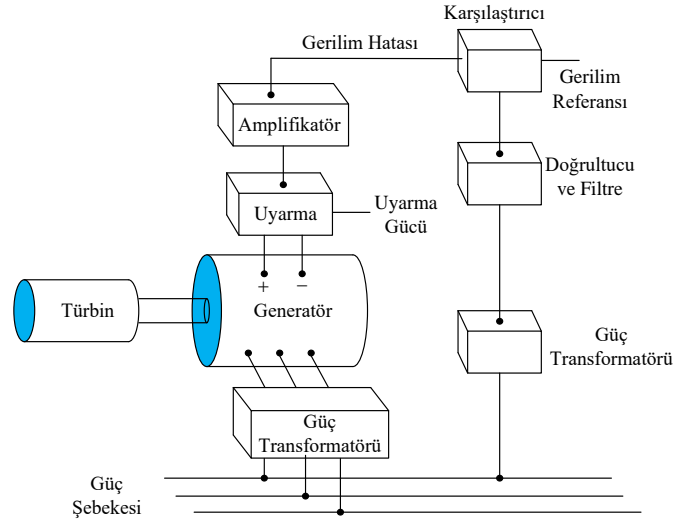 Karşılaştırıcı
Gerilim Hatası
Gerilim
Referansı
Amplifikatör
Doğrultucu
ve Filtre
Uyarma
Uyarma
Gücü
+ −
Türbin
Generatör
Güç
Transformatörü
Güç
Transformatörü
Güç
Şebekesi